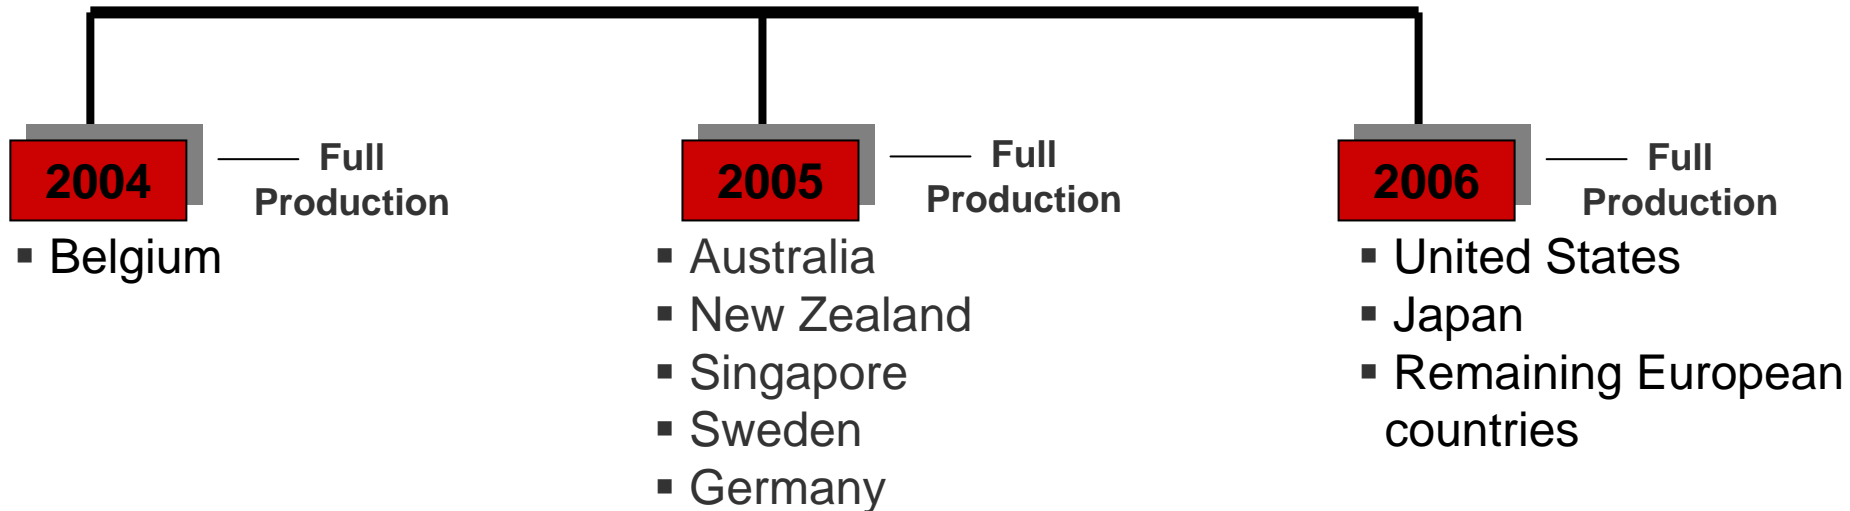 2004
Full
Production
▪ Belgium
2005
Full
Production
▪ Australia
▪ New Zealand
▪ Singapore
▪ Sweden
▪ Germany
2006
Full
Production
▪ United States
▪ Japan
▪ Remaining European
countries